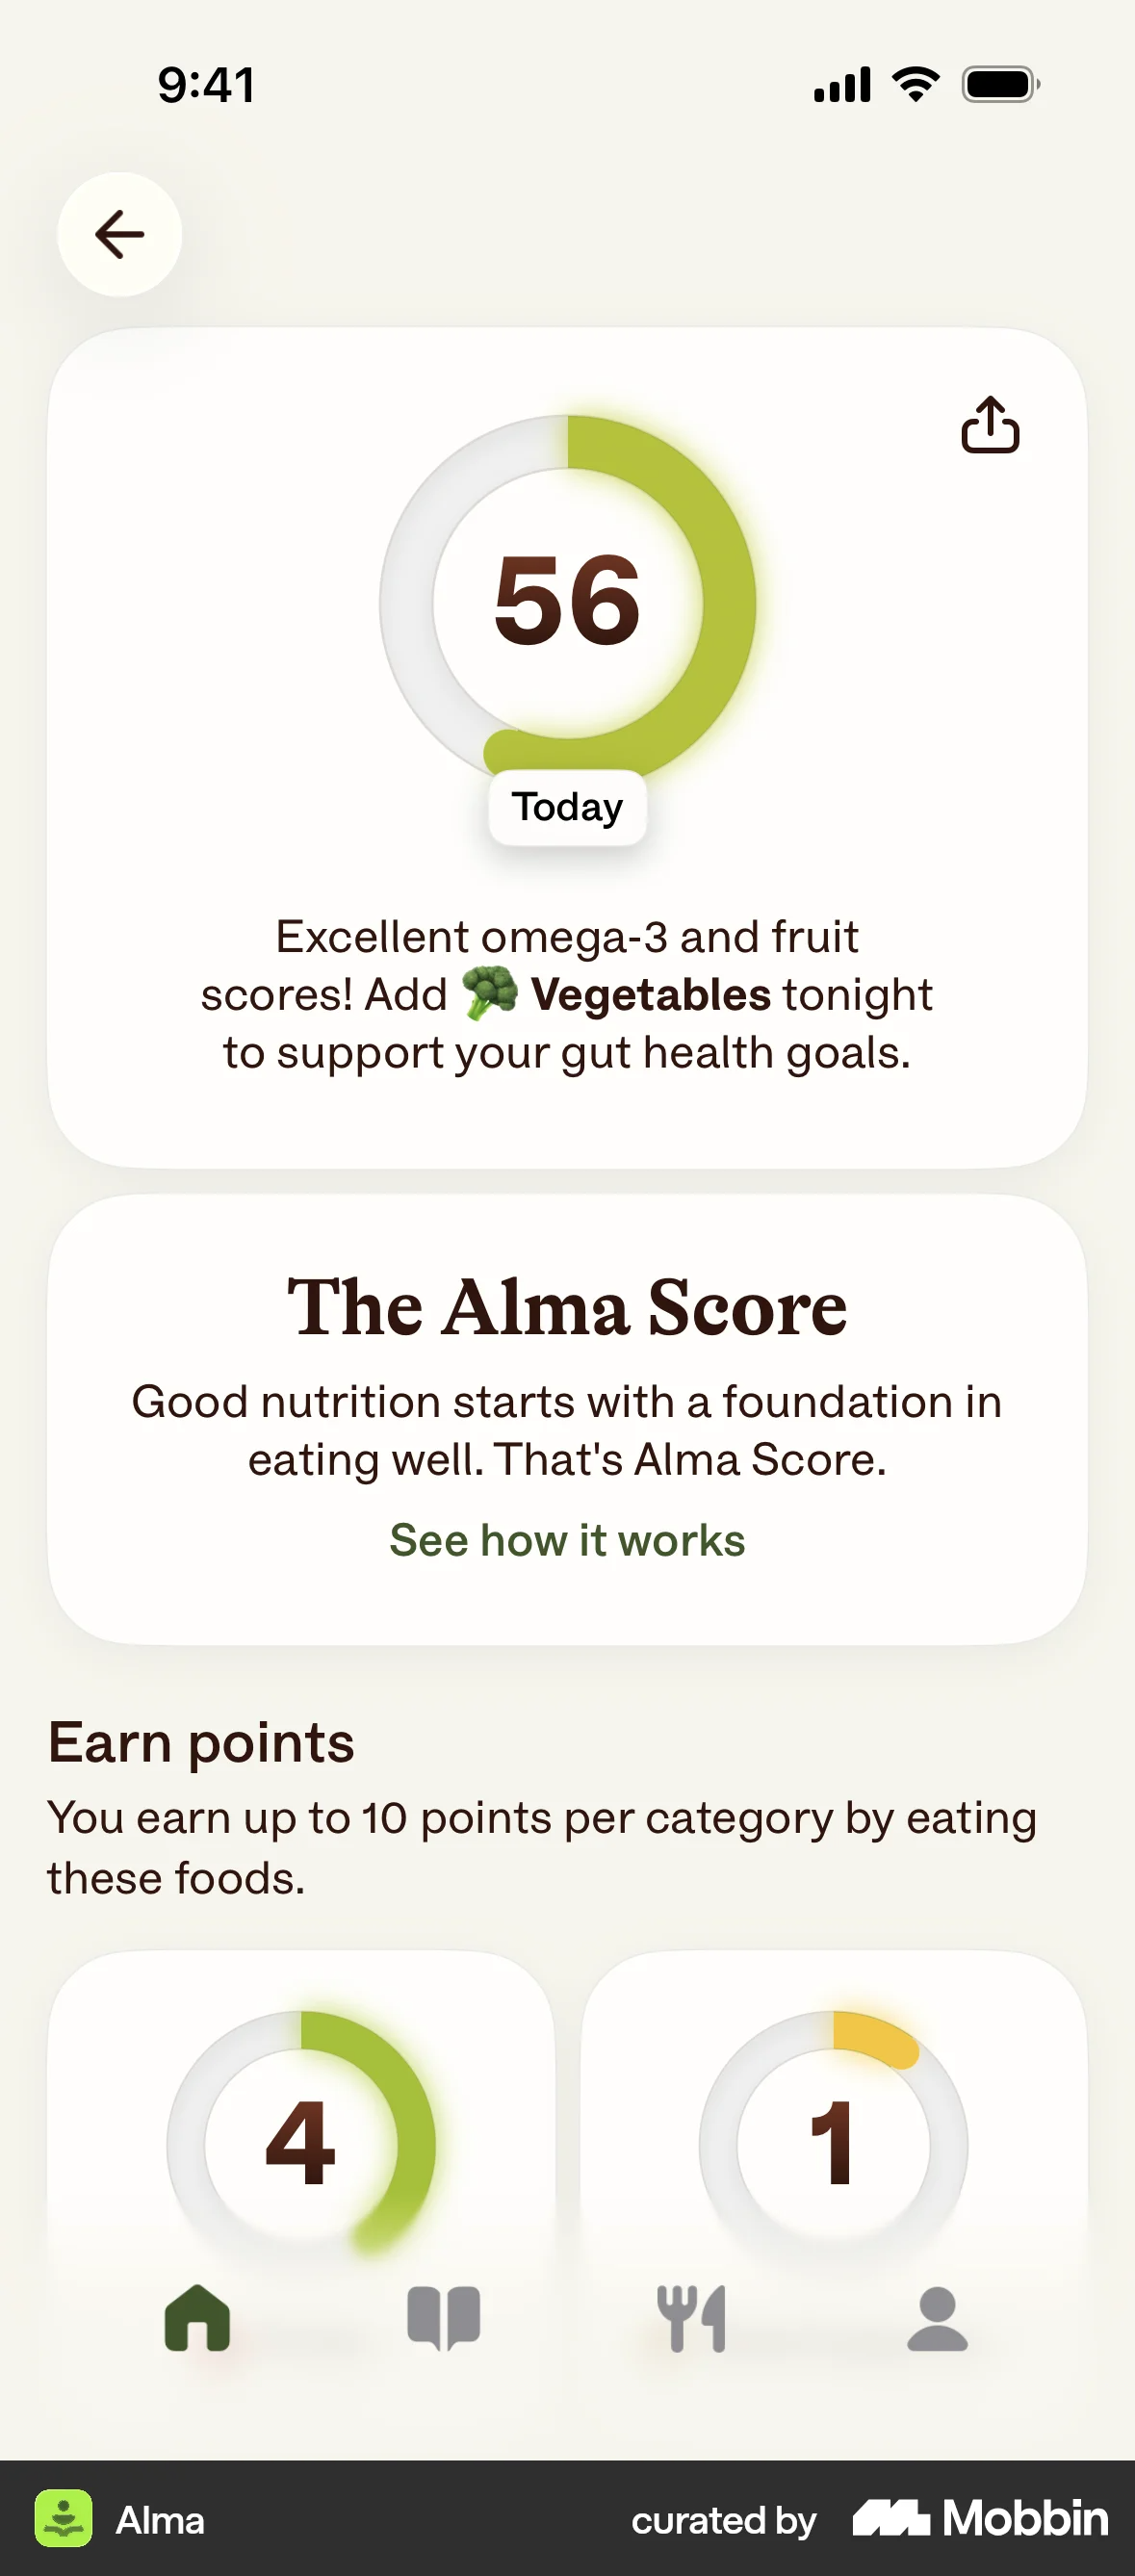 9:41
56
Today
Excellent omega-3 and fruit
scores! Add 🥦 Vegetables tonight
to support your gut health goals.
The Alma Score
Good nutrition starts with a foundation in
eating well. That's Alma Score.
See how it works
Earn points
You earn up to 10 points per category by eating
these foods.
4
1
Alma
curated by Mobbin